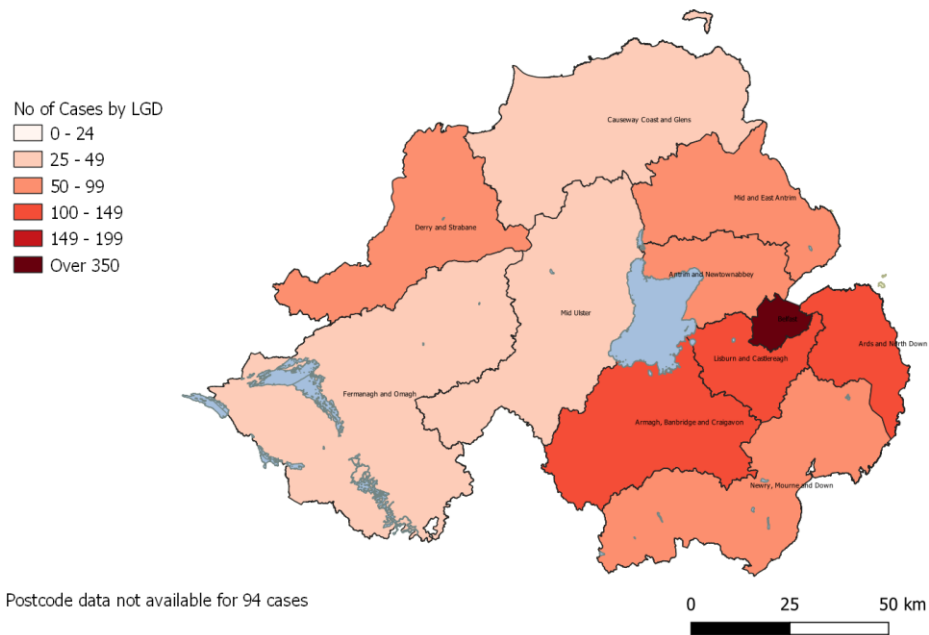 No of Cases by LGD
0 - 24
25 - 49
50 - 99
100 - 149
149 - 199
Over 350
Causeway Coast and Glens
Mid and East Antrim
Derry and Strabane
Antrim and Newtownabbey
Mid Ulster
Belfast
Ards and North Down
Lisburn and Castlereagh
Fermanagh and Omagh
Armagh, Banbridge and Craigavon
Newry, Mourne and Down
Postcode data not available for 94 cases
0 25 50 km